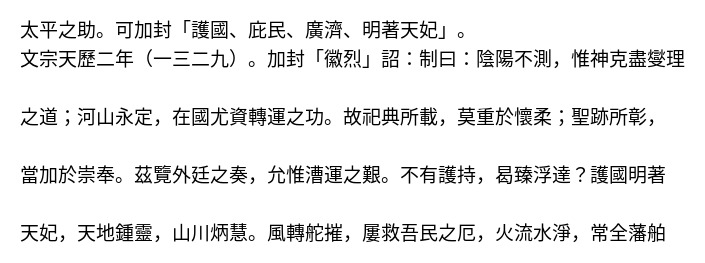 太平之助。可加封「護國、庇民、廣濟、明著天妃」。
文宗天歷二年（一三二九）。加封「徽烈」詔：制曰：陰陽不測，惟神克盡燮理
之道；河山永定，在國尤資轉運之功。故祀典所載，莫重於懷柔；聖跡所彰，
當加於崇奉。茲覽外廷之奏，允惟漕運之艱。不有護持，曷臻浮達？護國明著
天妃，天地鍾靈，山川炳慧。風轉舵摧，屢救吾民之厄，火流水淨，常全藩舶